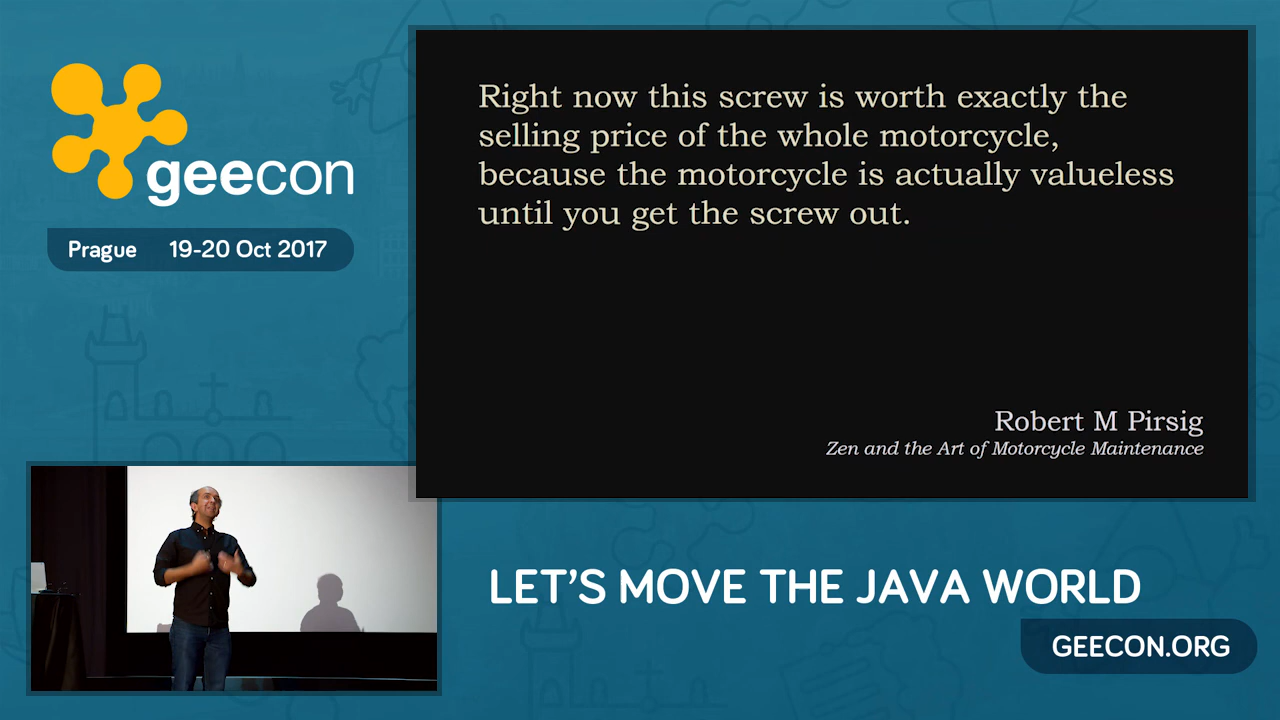 geecon
Prague 19-20 Oct 2017
Right now this screw is worth exactly the
selling price of the whole motorcycle,
because the motorcycle is actually valueless
until you get the screw out.
Robert M Pirsig
Zen and the Art of Motorcycle Maintenance
LET’S MOVE THE JAVA WORLD
GEECON.ORG